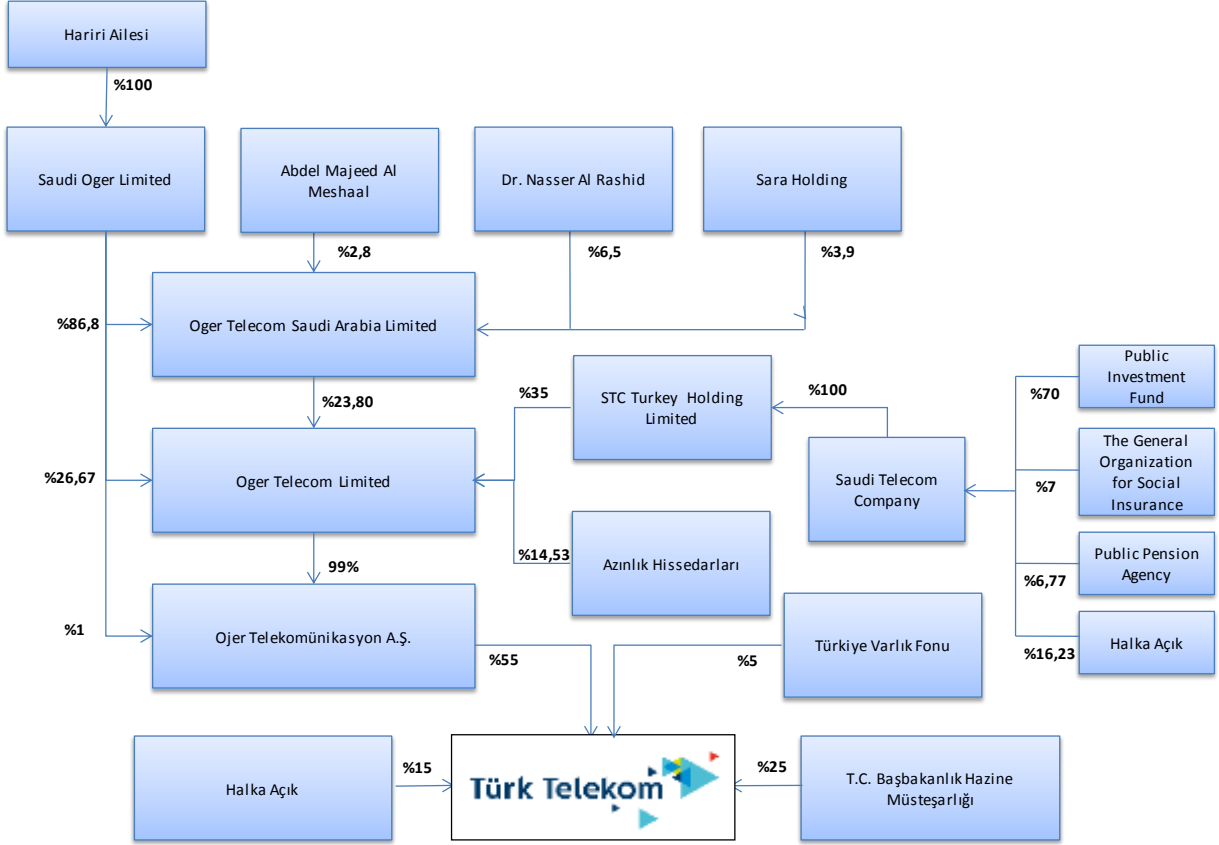 Hariri Ailesi
%100
Saudi Oger Limited
Abdel Majeed Al
Meshaal
Dr. Nasser Al Rashid
Sara Holding
%2,8
%6,5
%3,9
%86,8
Oger Telecom Saudi Arabia Limited
%23,80
%35
STC Turkey Holding
Limited
%100
Public
Investment
Fund
%70
%26,67
Oger Telecom Limited
Saudi Telecom
Company
The General
Organization
for Social
Insurance
%7
%14,53
Azınlık Hissedarları
Public Pension
Agency
%6,77
99%
%1
Ojer Telekomünikasyon A.Ş.
%55
%5
Türkiye Varlık Fonu
Halka Açık
%16,23
Halka Açık
%15
Türk Telekom
%25
T.C. Başbakanlık Hazine
Müsteşarlığı